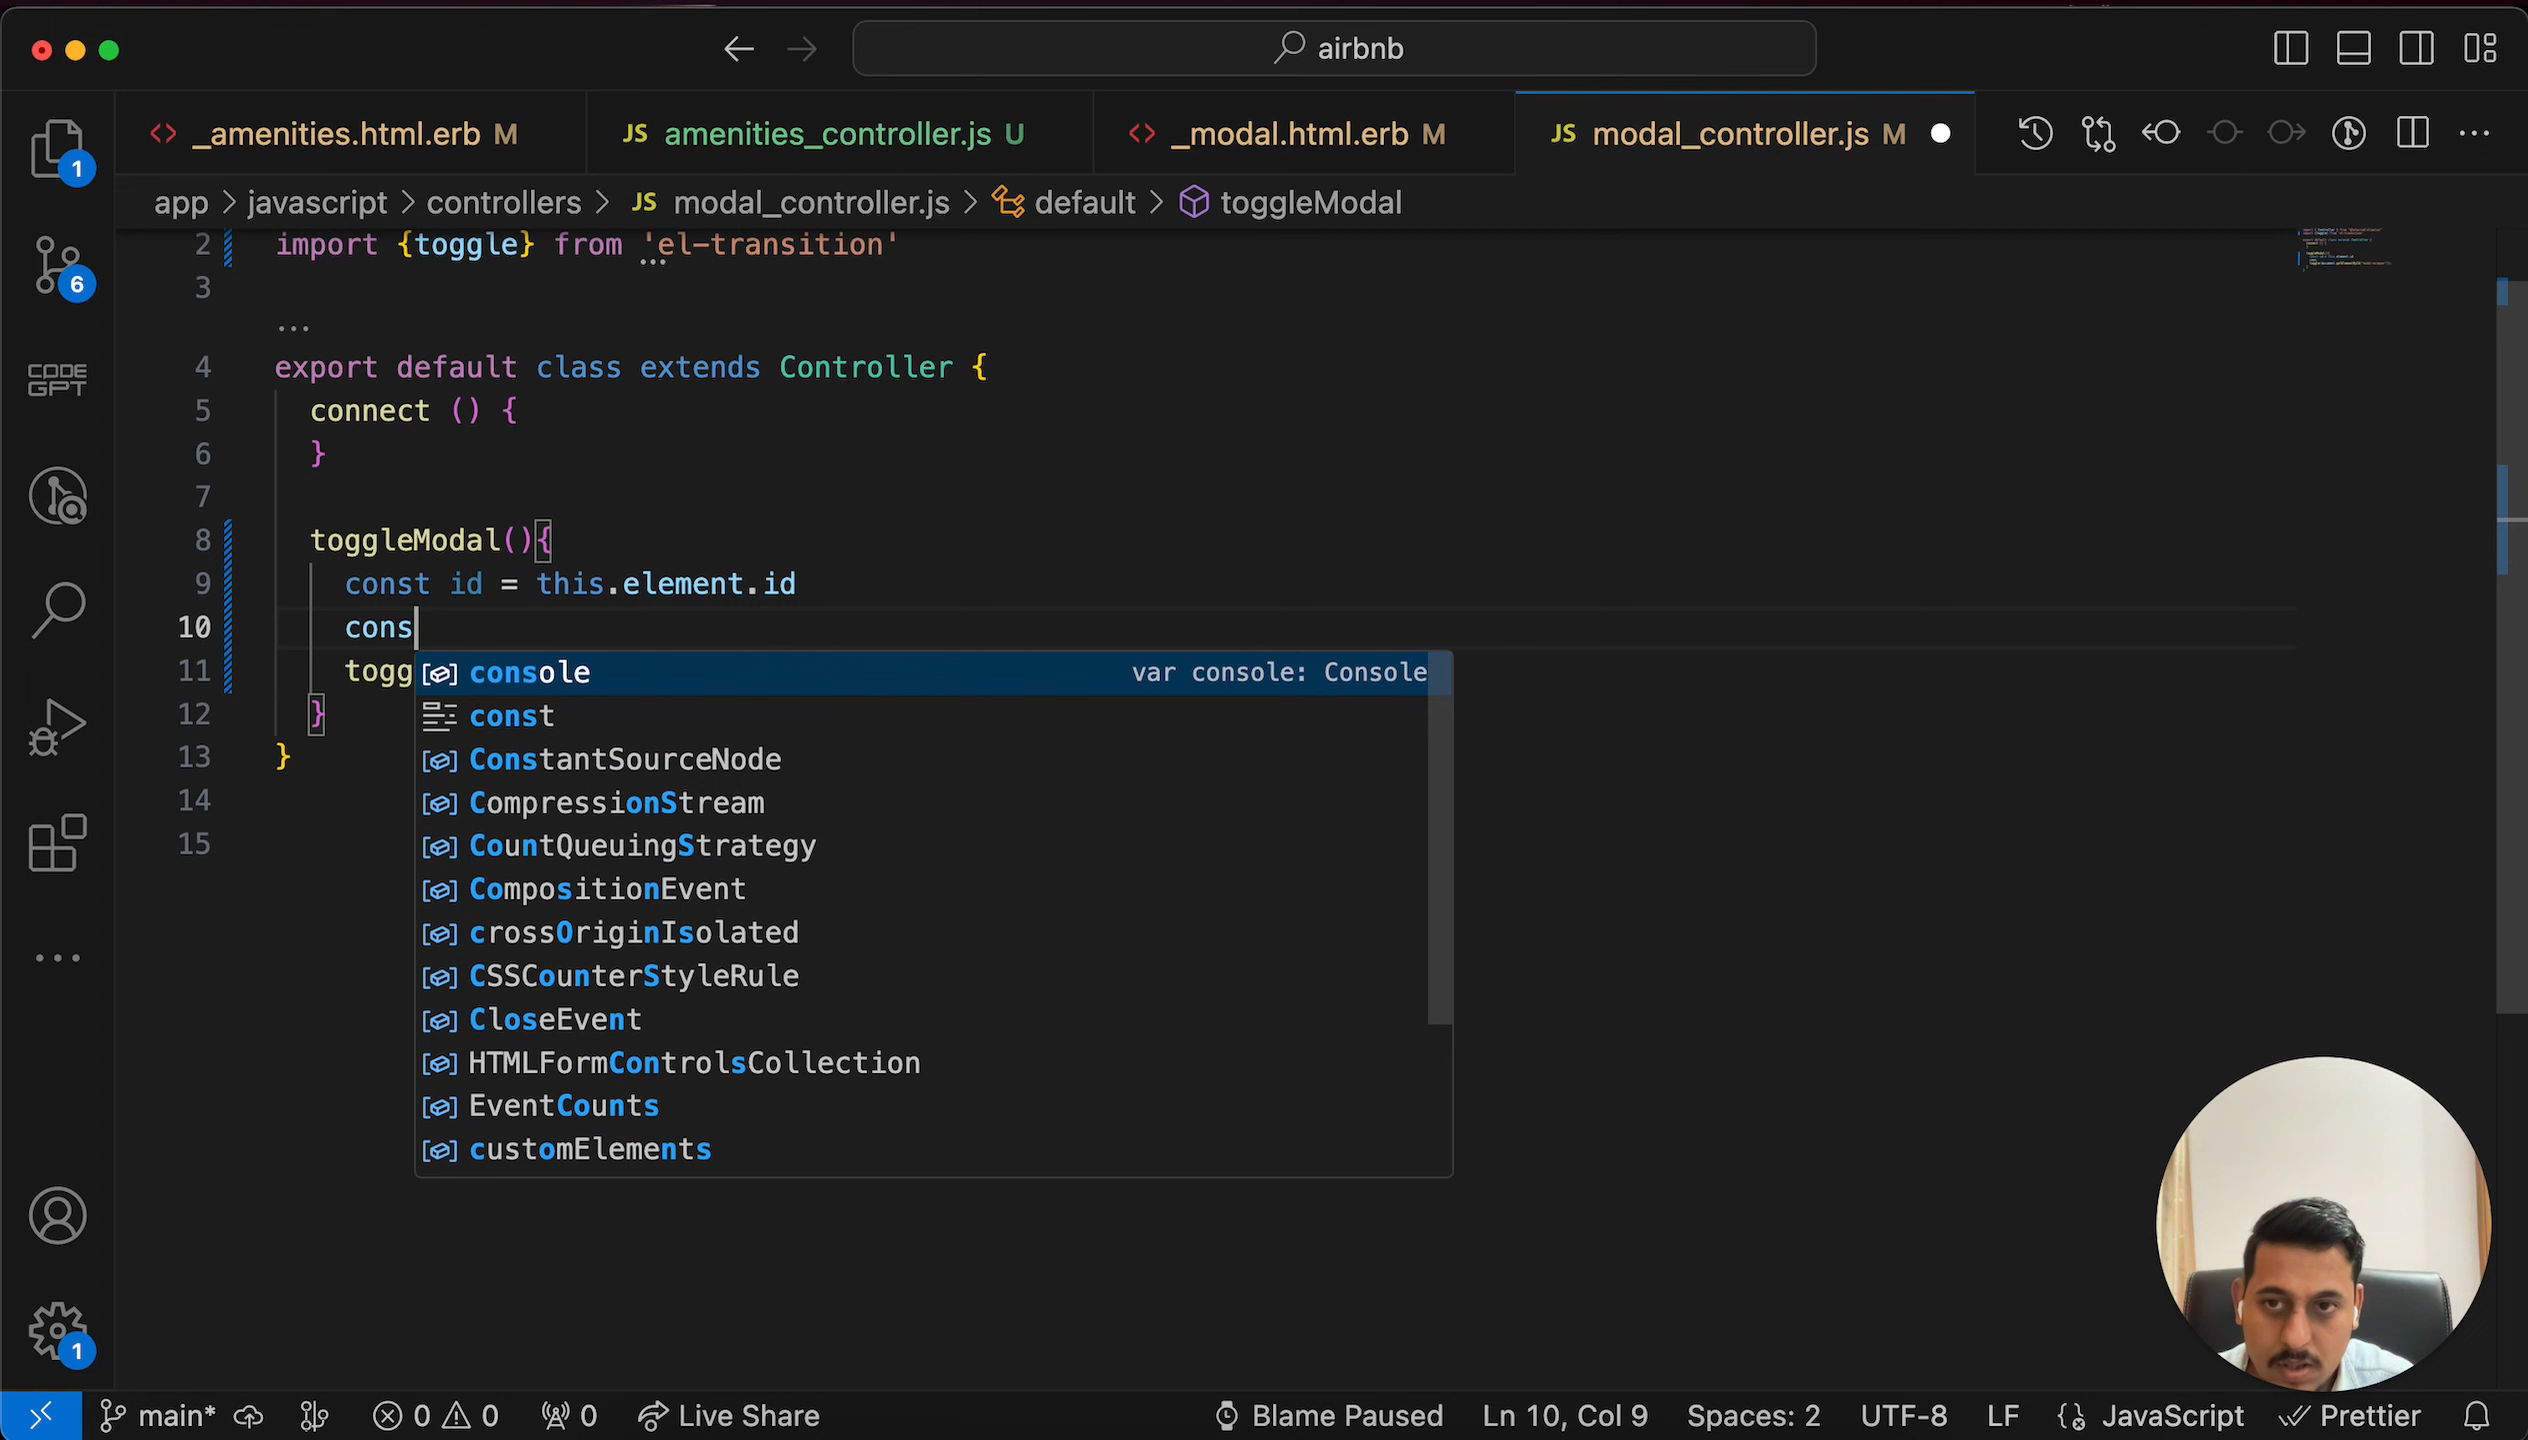 airbnb
_amenities.html.erb M
JS amenities_controller.js U
_modal.html.erb M
JS modal_controller.js M
app > javascript > controllers > JS modal_controller.js > default > toggleModal
1
6
CODE
GPT
2 import {toggle} from 'el-transition'
3
...
4 export default class extends Controller {
5 connect () {
6 }
7
8 toggleModal(){
9 const id = this.element.id
10 cons
11 togg
12 }
13 }
14
15
console var console: Console
const
ConstantSourceNode
CompressionStream
CountQueuingStrategy
CompositionEvent
crossOriginIsolated
CSSCounterStyleRule
CloseEvent
HTMLFormControlsCollection
EventCounts
customElements
1
main* 0 0 0 Live Share Blame Paused Ln 10, Col 9 Spaces: 2 UTF-8 LF JavaScript Prettier